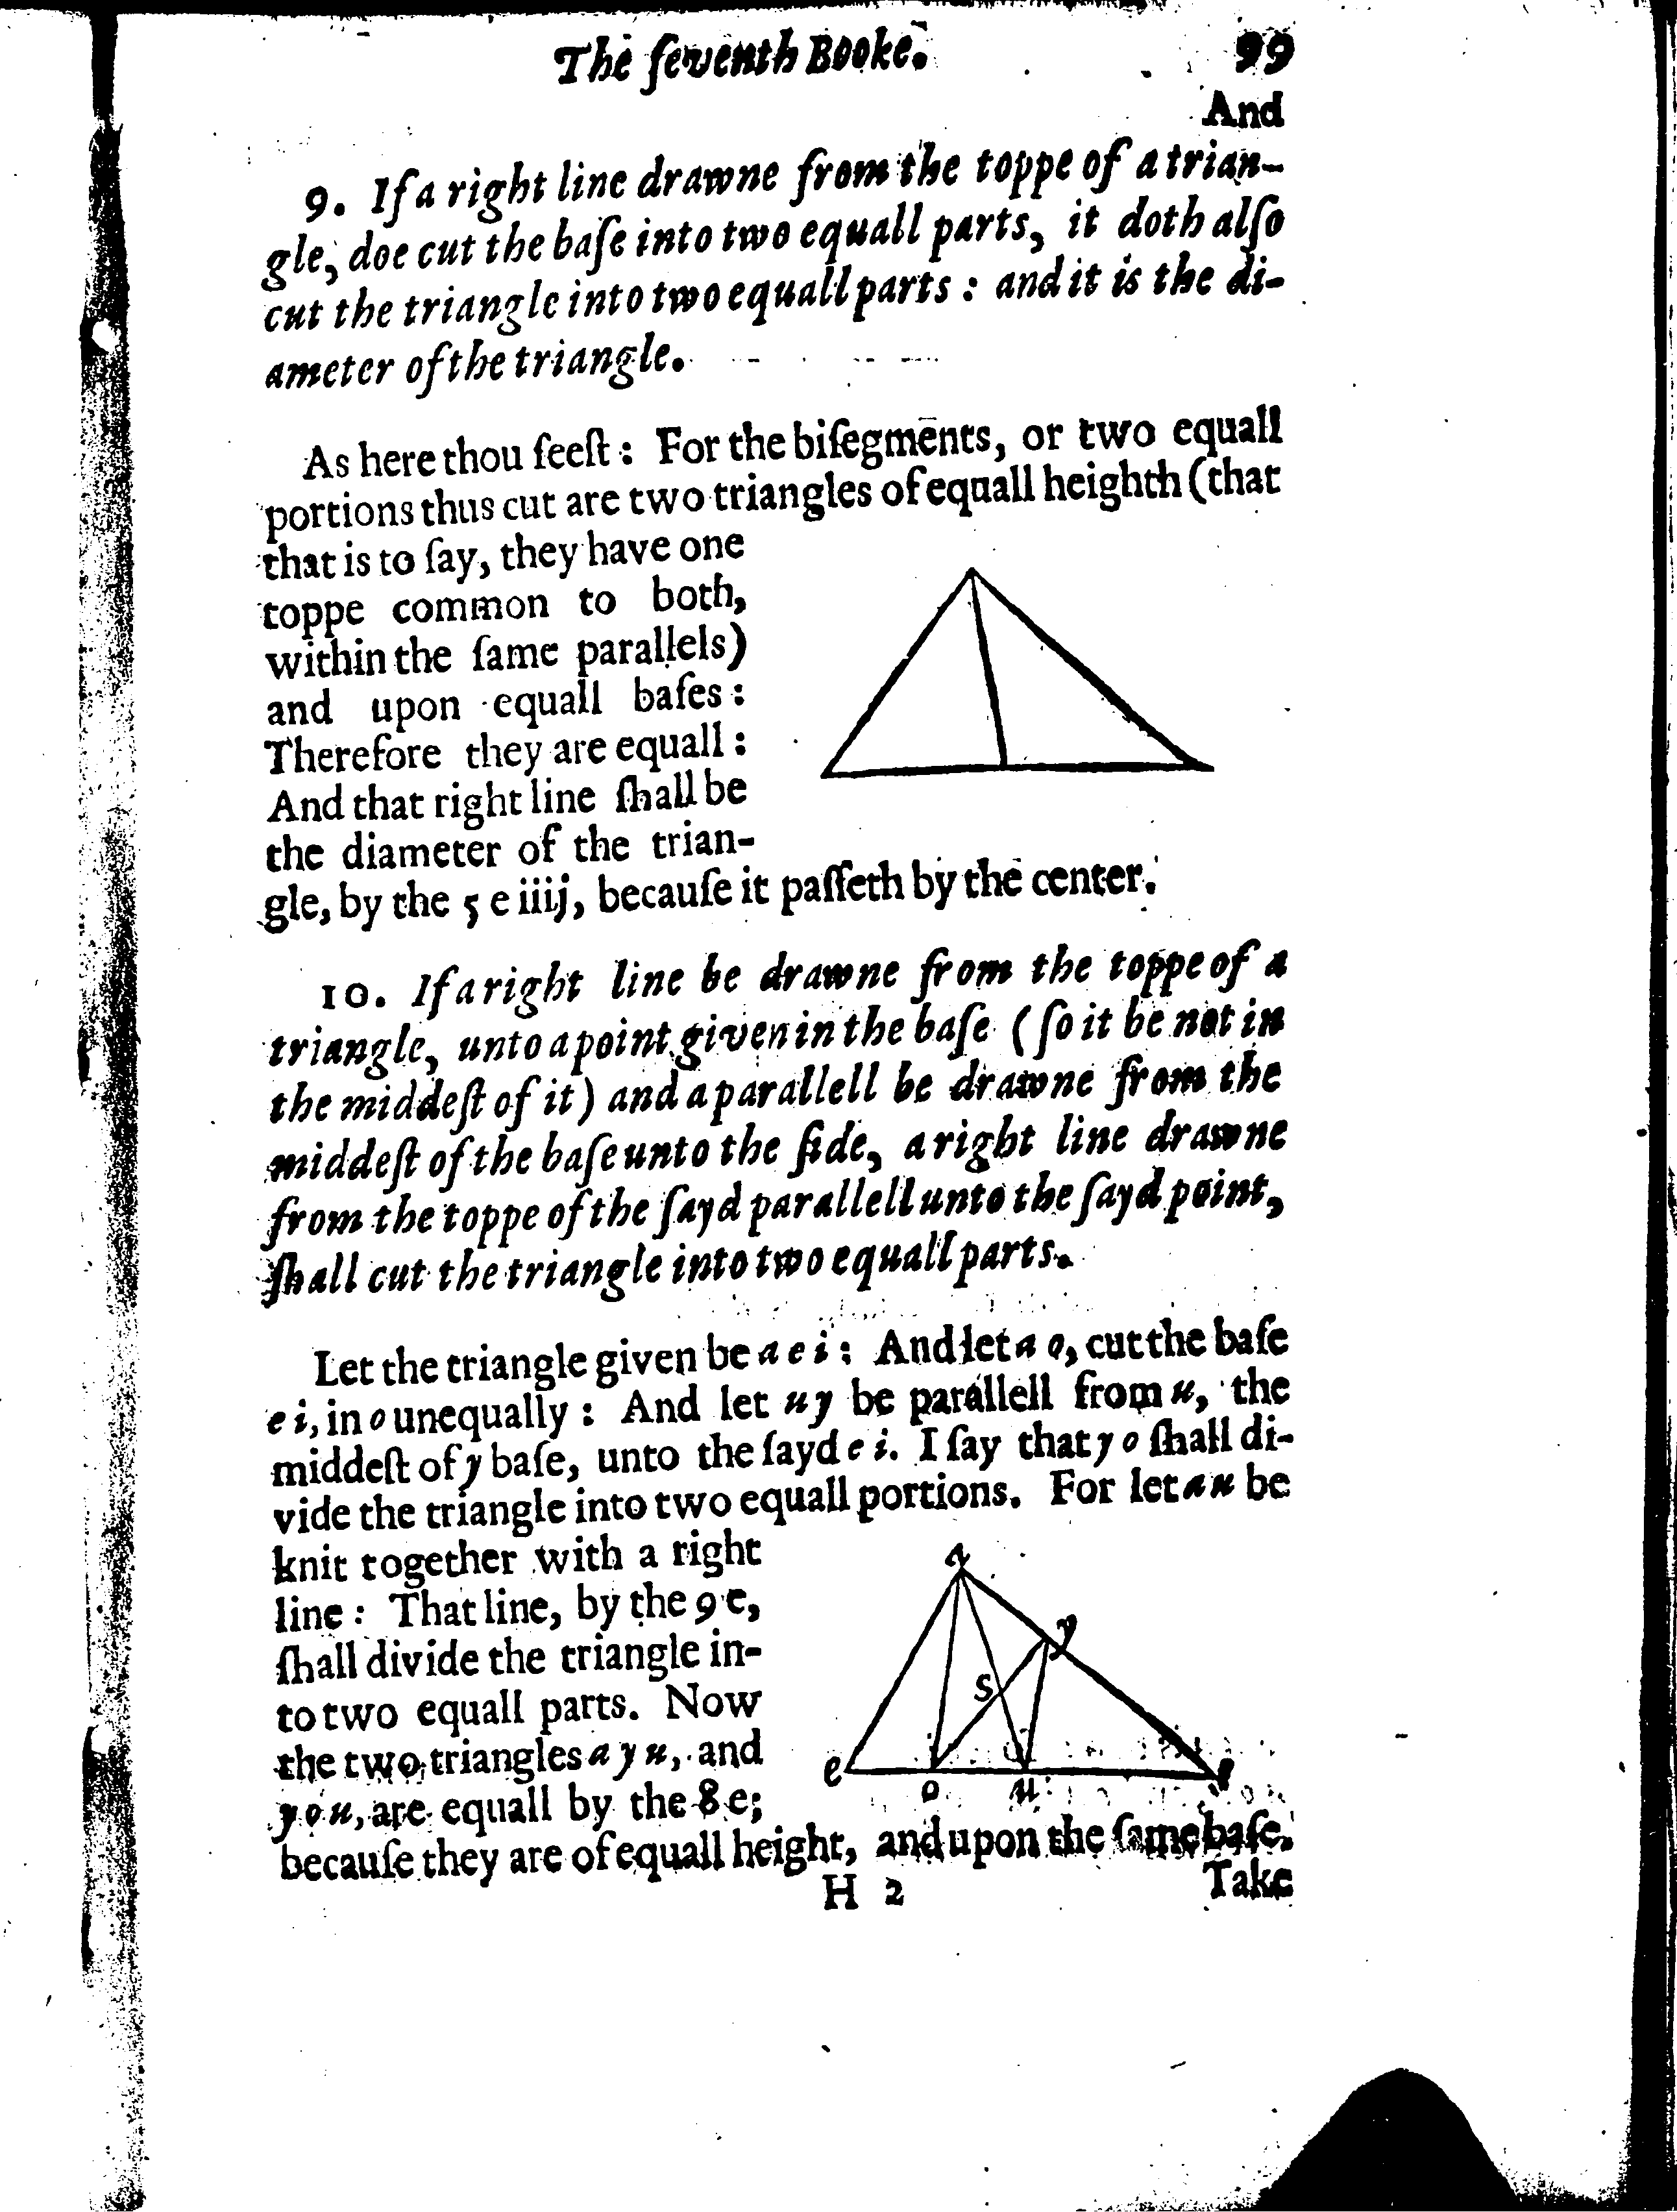 The ſeventh Booke. 99
And
9. If a right line drawne from the toppe of a trian-
gle, doe cut the baſe into two equall parts, it doth alſo
cut the triangle into two equall parts : and it is the di-
ameter of the triangle.
As here thou ſeeſt : For the biſegmēnts, or two equall
portions thus cut are two triangles of equall heighth (that
that is to ſay, they have one
toppe common to both,
within the ſame parallels)
and upon equall baſes :
Therefore they are equall :
And that right line ſhall be
the diameter of the trian-
gle, by the 5 e iiij, becauſe it paſſeth by the center.
10. If a right line be drawne from the toppe of a
triangle, unto a point given in the baſe (ſo it be not in
the middeſt of it) and a parallell be drawne from the
middeſt of the baſe unto the ſide, a right line drawne
from the toppe of the ſayd parallell unto the ſayd point,
ſhall cut the triangle into two equall parts.
Let the triangle given be a e i : And let a o, cut the baſe
e i, in o unequally : And let u y be parallell from u, the
middeſt of y baſe, unto the ſayd e i. I ſay that y o ſhall di-
vide the triangle into two equall portions. For let a u be
knit together with a right
line : That line, by the 9 e,
ſhall divide the triangle in-
to two equall parts. Now
the two triangles a y u, and
y o u, are equall by the 8 e;
becauſe they are of equall height, and upon the ſame baſe.
a
y
s
e
o u i
H 2 Take